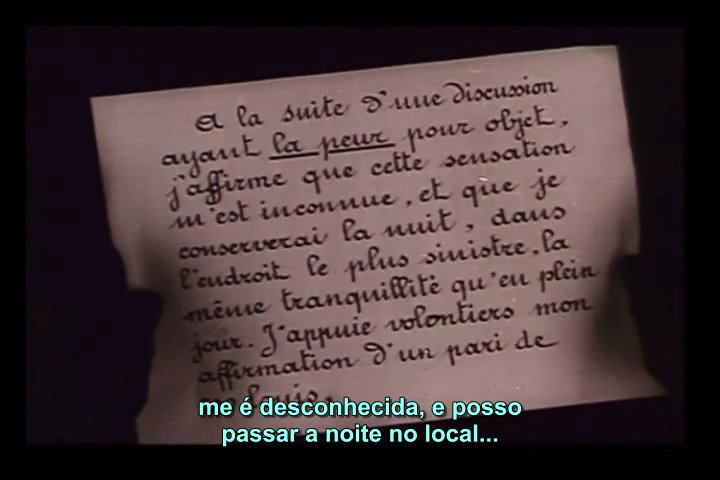 A la suite d'une discussion
ayant la peur pour objet,
j'affirme que cette sensation
m'est inconnue, et que je
conserverai la nuit, dans
l'endroit le plus sinistre, la
même tranquillité qu'en plein
jour. J'appuie volontiers mon
affirmation d'un pari de
louis.
me é desconhecida, e posso
passar a noite no local...